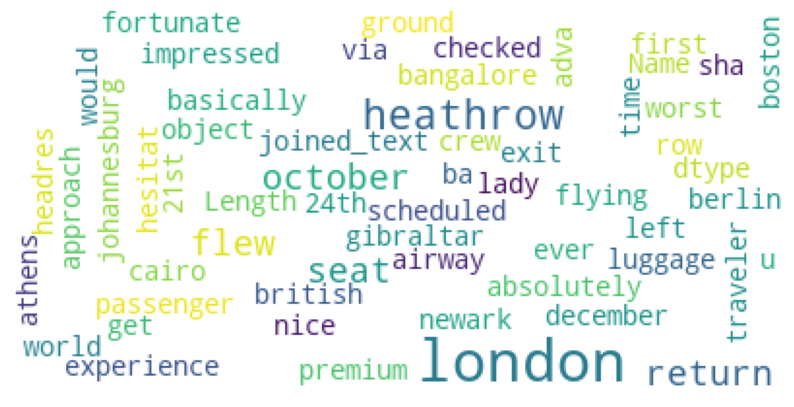 fortunate
ground
impressed
via
checked
adva
first
boston
would
bangalore
Name
sha
basically
heathrow
time
worst
johannesburg
object
joined_text
crew
exit
row
headres
hesitat
approach
21st
october
ba
lady
dtype
Length
24th
scheduled
flying
berlin
flew
gibraltar
left
athens
cairo
seat
airway
ever
luggage
traveler
u
passenger
british
absolutely
get
nice
newark
december
world
experience
premium
london
return